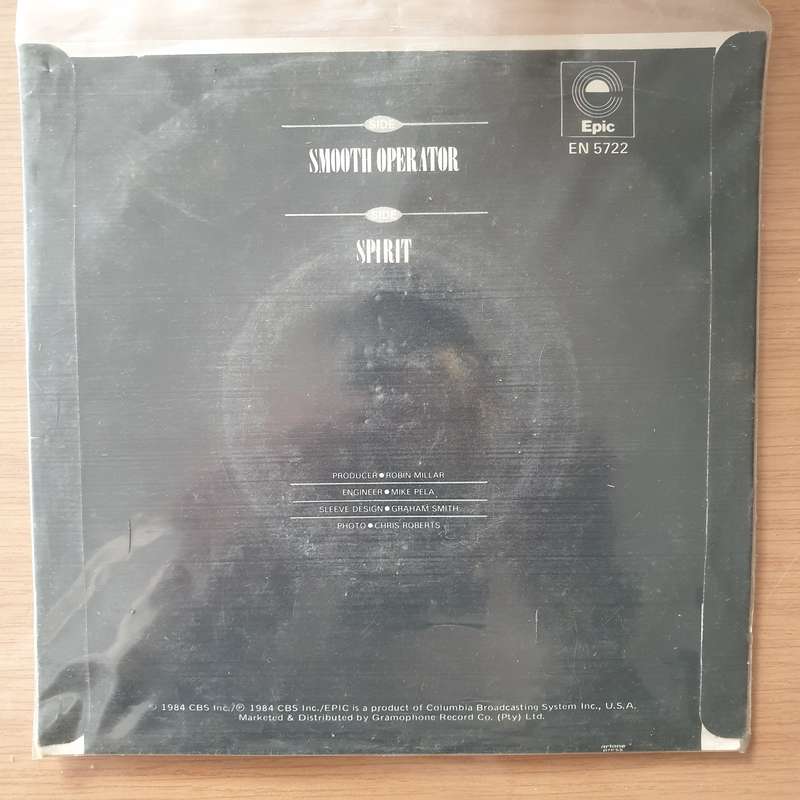 Epic
EN 5722
SIDE
SMOOTH OPERATOR
SIDE
SPIRIT
PRODUCER●ROBIN MILLAR
ENGINEER●MIKE PELA
SLEEVE DESIGN●GRAHAM SMITH
PHOTO●CHRIS ROBERTS
© 1984 CBS Inc./℗ 1984 CBS Inc./EPIC is a product of Columbia Broadcasting System Inc., U.S.A.
Marketed & Distributed by Gramophone Record Co. (Pty) Ltd.
artone
press